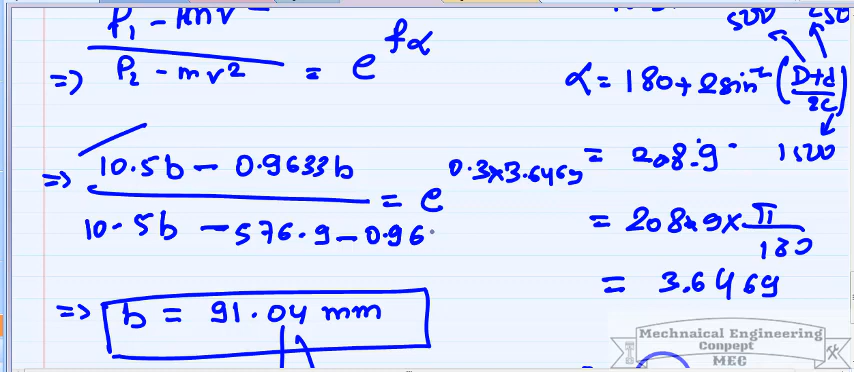 P₁ - mv²
500 250
=> P₂ - mv² = e^fα
α = 180 + 2sin⁻¹(D+d/2c)
=> 10.5b - 0.9633b = e^0.3×3.6469
= 208.9° 1520
10.5b - 576.9 - 0.96
= 208.9 × π/180
= 3.6469
=> b = 91.04 mm
Mechnaical Engineering
Conpept
MEC